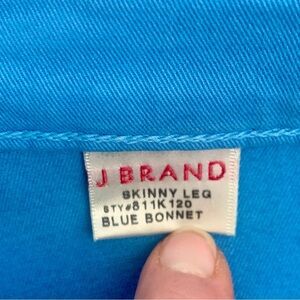 J BRAND
SKINNY LEG
STY#811K120
BLUE BONNET